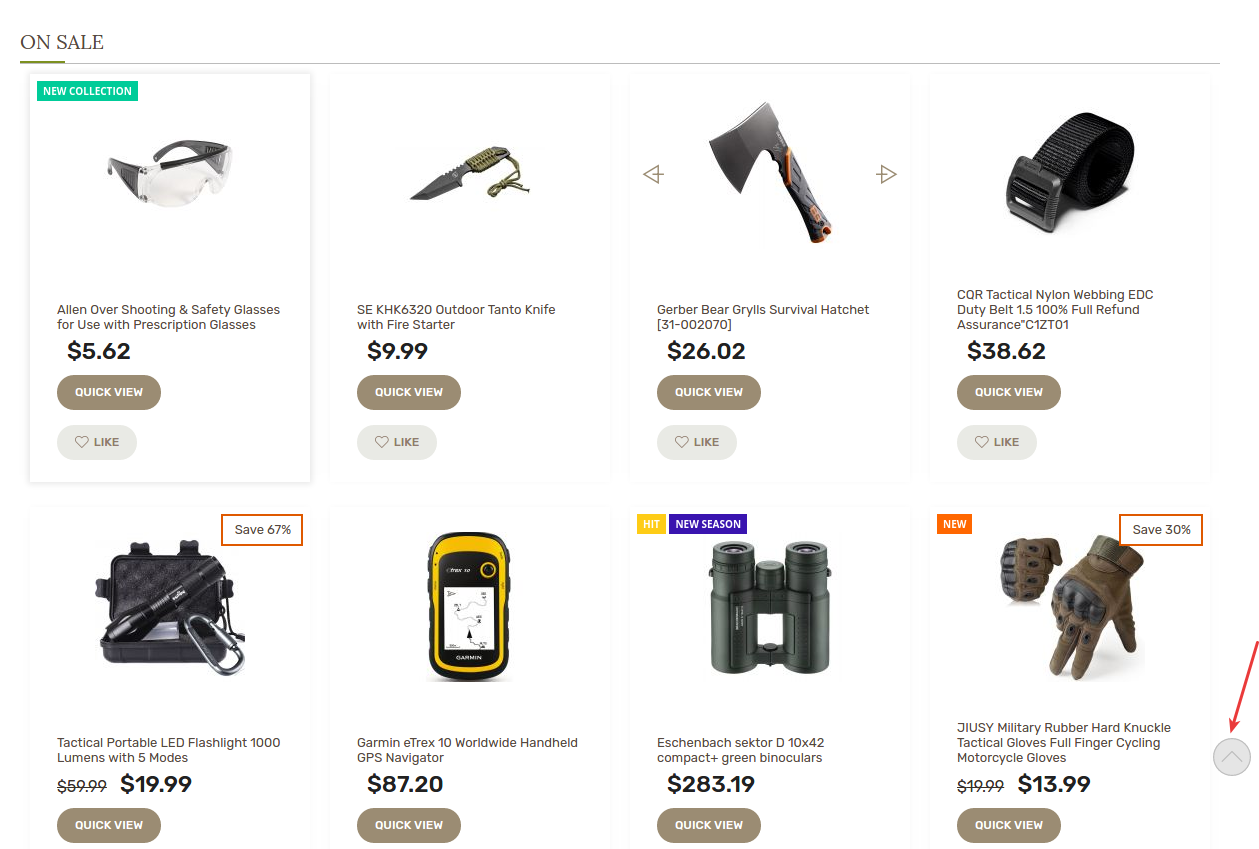 ON SALE
NEW COLLECTION
Allen Over Shooting & Safety Glasses
for Use with Prescription Glasses
$5.62
QUICK VIEW
LIKE
SE KHK6320 Outdoor Tanto Knife
with Fire Starter
$9.99
QUICK VIEW
LIKE
Gerber Bear Grylls Survival Hatchet
[31-002070]
$26.02
QUICK VIEW
LIKE
CQR Tactical Nylon Webbing EDC
Duty Belt 1.5 100% Full Refund
Assurance"C1ZT01
$38.62
QUICK VIEW
LIKE
Save 67%
Tactical Portable LED Flashlight 1000
Lumens with 5 Modes
$59.99 $19.99
QUICK VIEW
eTrex 10
GARMIN
Garmin eTrex 10 Worldwide Handheld
GPS Navigator
$87.20
QUICK VIEW
HIT NEW SEASON
Eschenbach sektor D 10x42
compact+ green binoculars
$283.19
QUICK VIEW
NEW
Save 30%
JIUSY Military Rubber Hard Knuckle
Tactical Gloves Full Finger Cycling
Motorcycle Gloves
$19.99 $13.99
QUICK VIEW